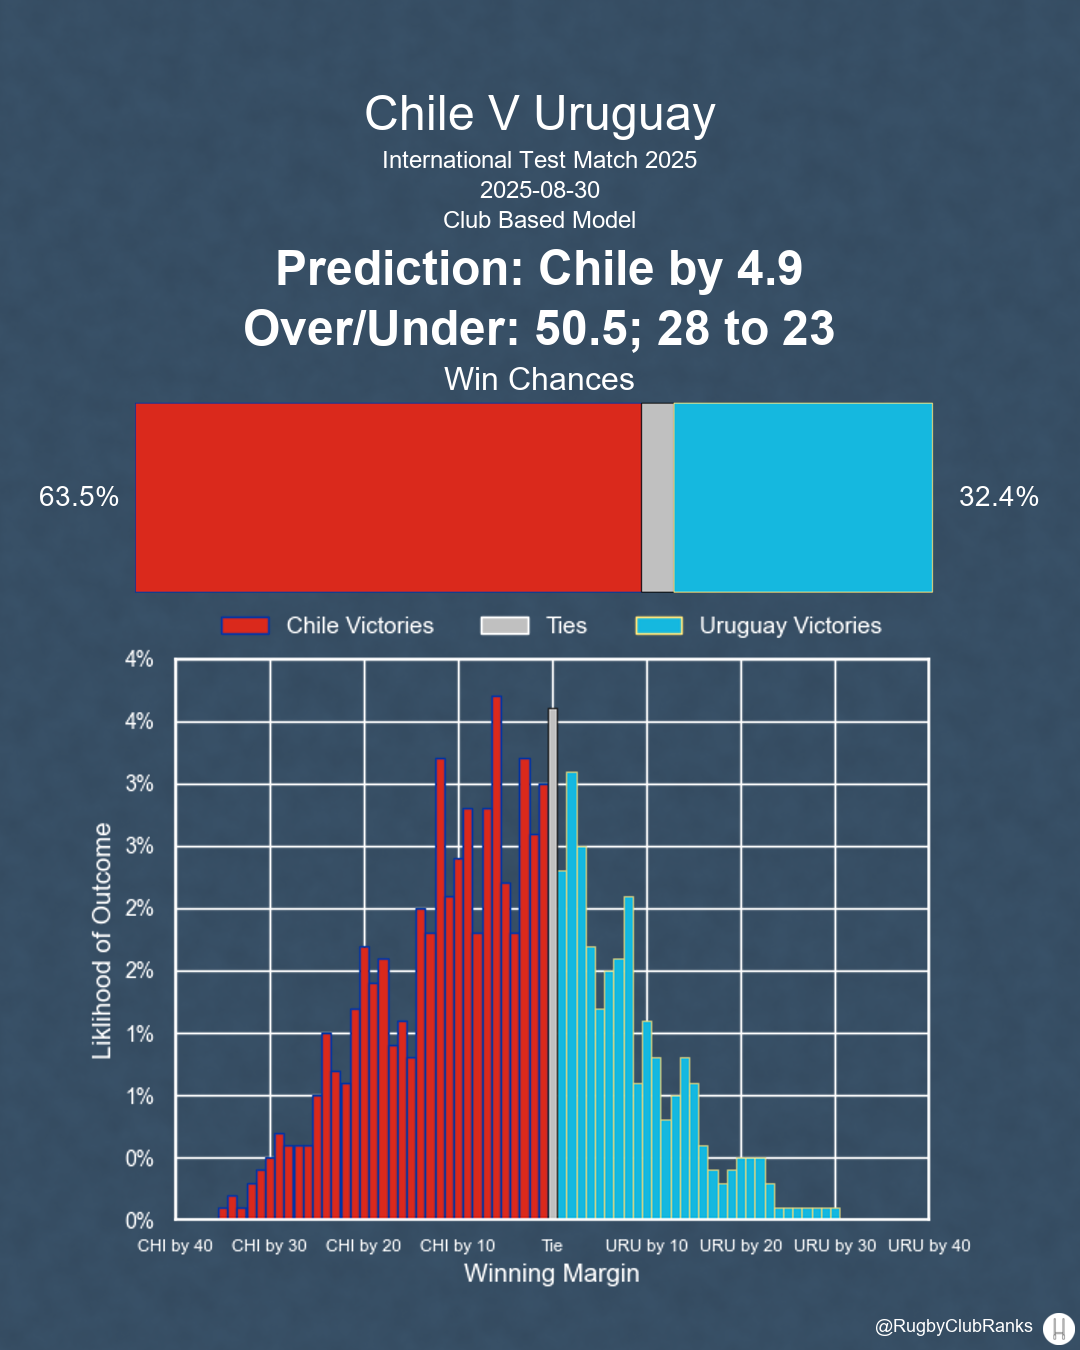 Chile V Uruguay
International Test Match 2025
2025-08-30
Club Based Model
Prediction: Chile by 4.9
Over/Under: 50.5; 28 to 23
Win Chances
63.5%
32.4%
Chile Victories Ties Uruguay Victories
4%
4%
3%
3%
2%
2%
1%
1%
0%
0%
Liklihood of Outcome
CHI by 40 CHI by 30 CHI by 20 CHI by 10 Tie URU by 10 URU by 20 URU by 30 URU by 40
Winning Margin
@RugbyClubRanks